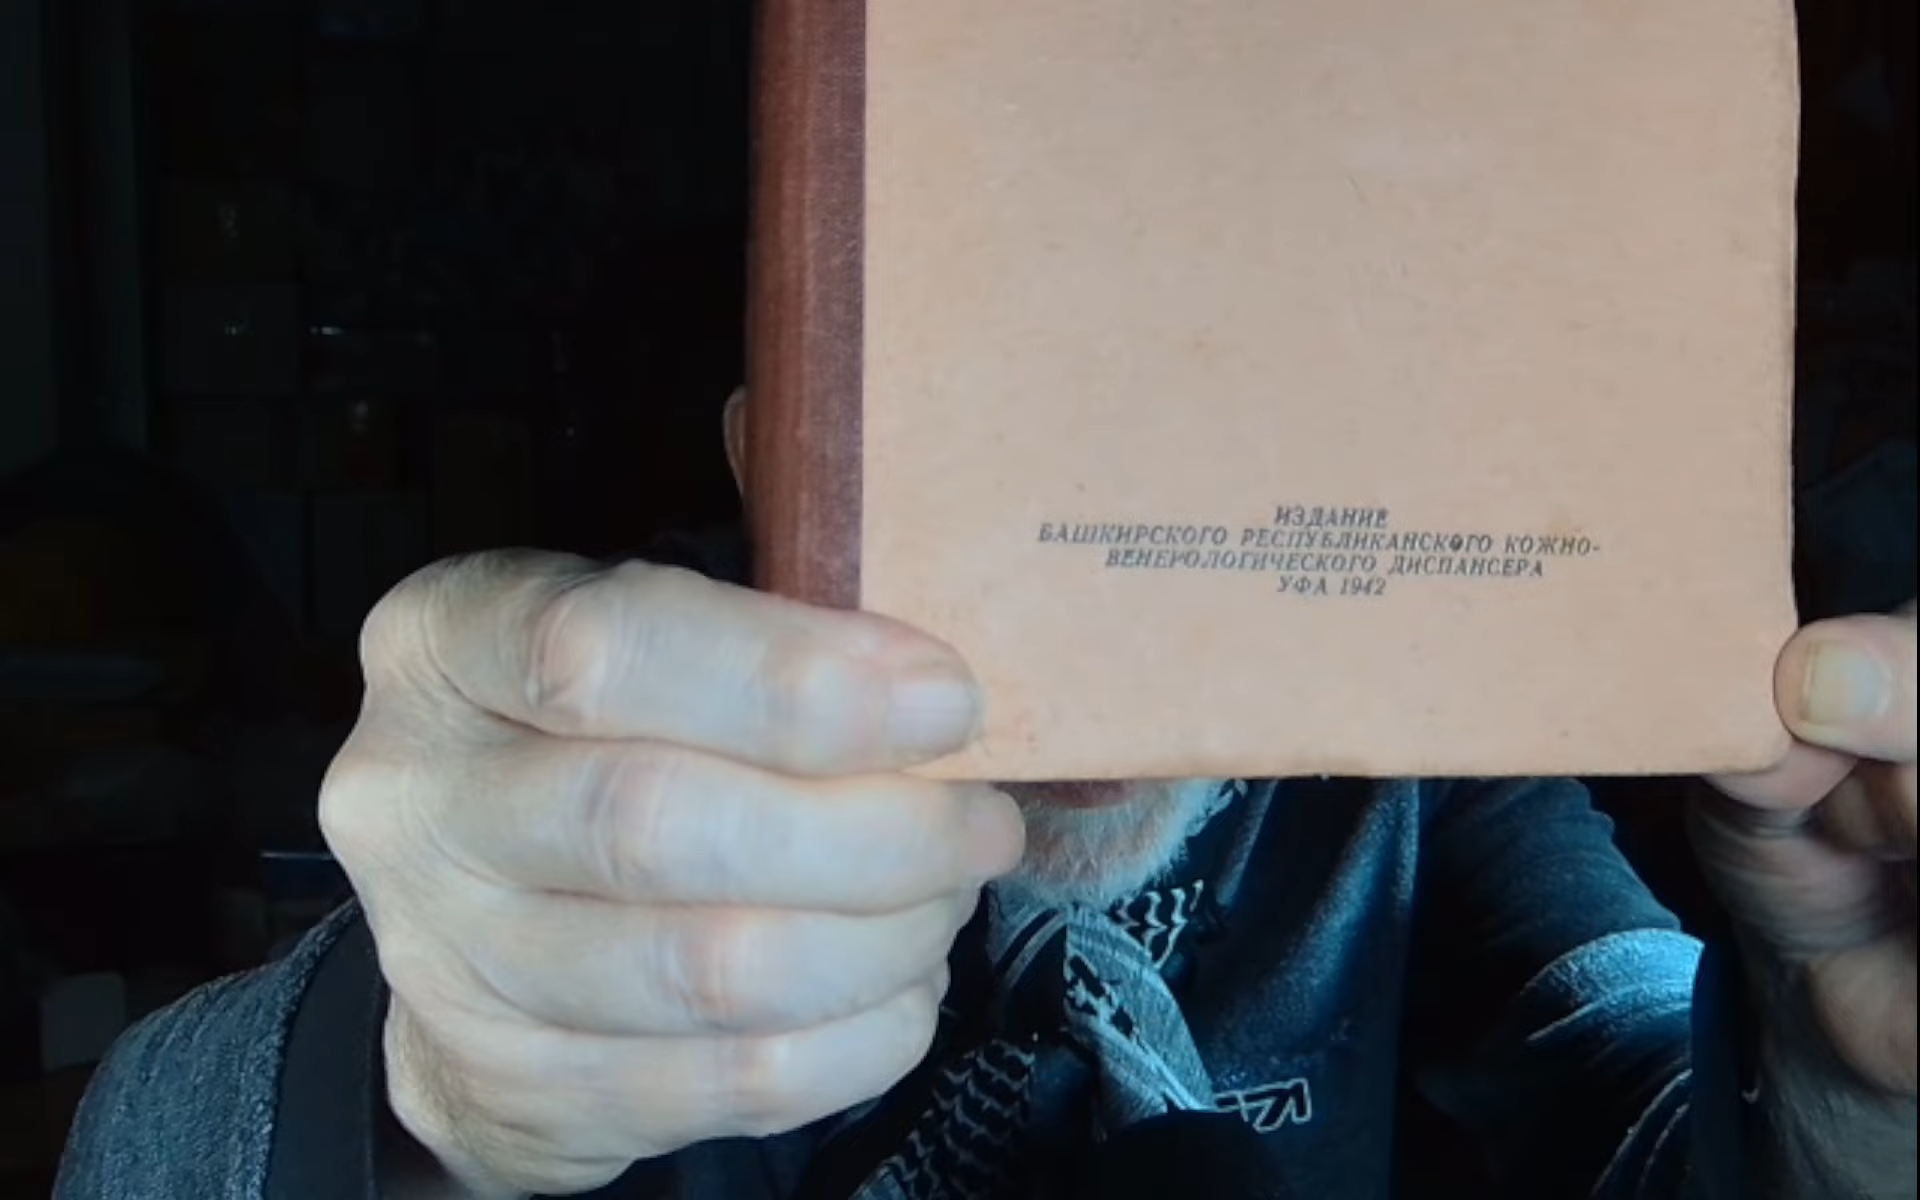 ИЗДАНИЕ
БАШКИРСКОГО РЕСПУБЛИКАНСКОГО КОЖНО-
ВЕНЕРОЛОГИЧЕСКОГО ДИСПАНСЕРА
УФА 1942